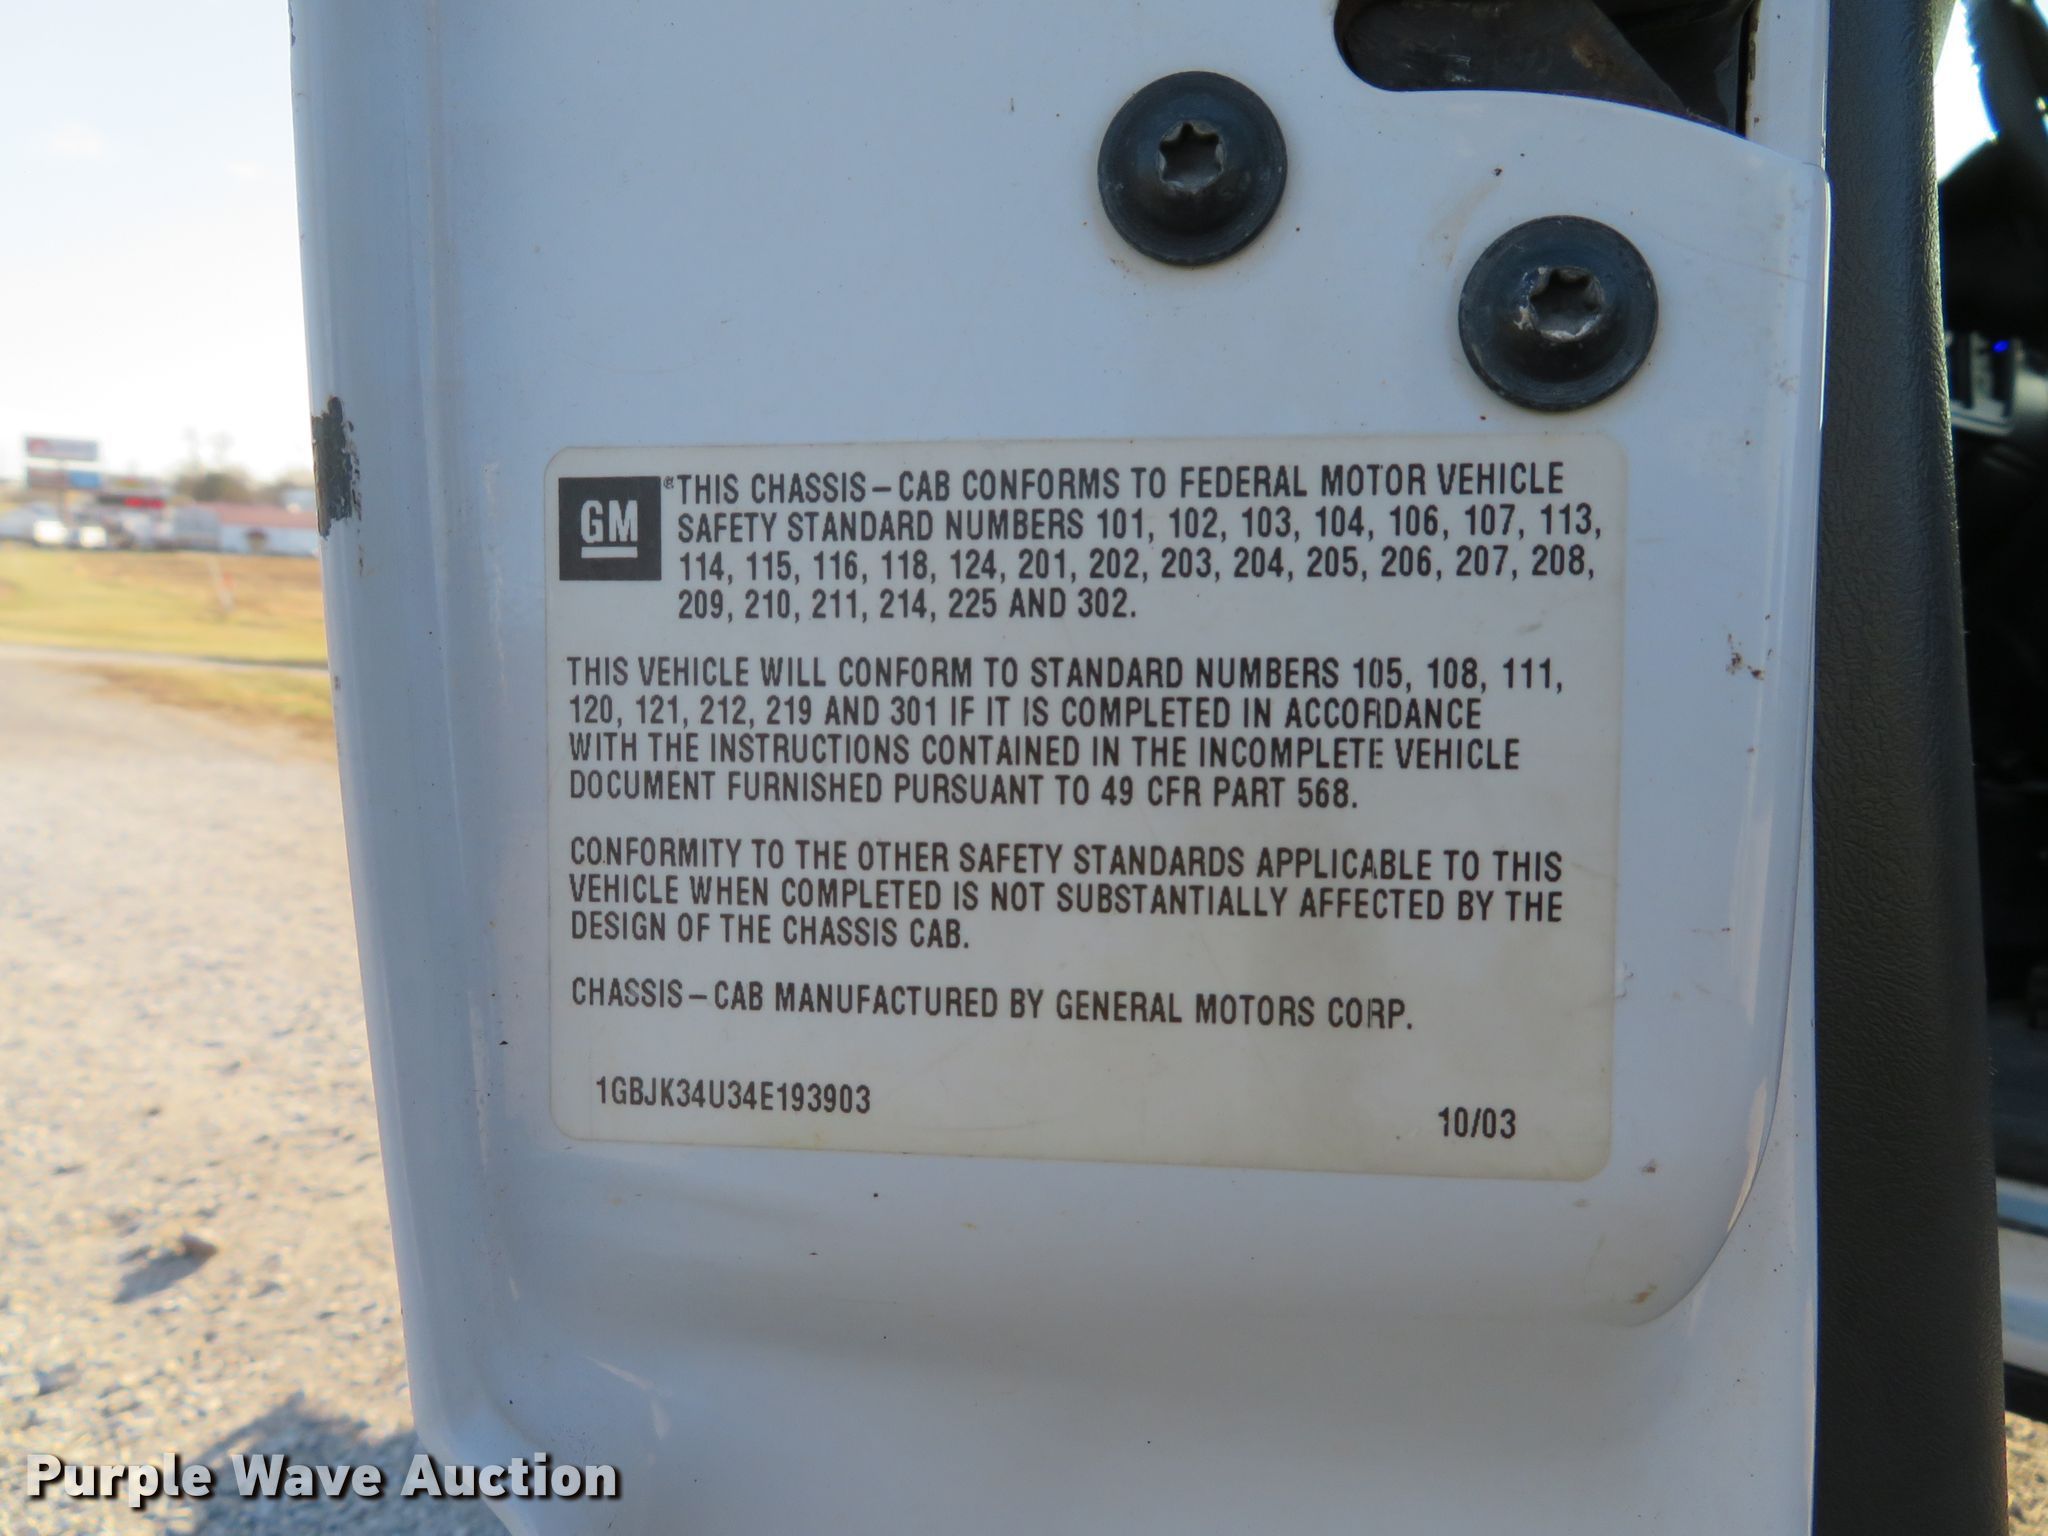 GM
®THIS CHASSIS–CAB CONFORMS TO FEDERAL MOTOR VEHICLE
SAFETY STANDARD NUMBERS 101, 102, 103, 104, 106, 107, 113,
114, 115, 116, 118, 124, 201, 202, 203, 204, 205, 206, 207, 208,
209, 210, 211, 214, 225 AND 302.
THIS VEHICLE WILL CONFORM TO STANDARD NUMBERS 105, 108, 111,
120, 121, 212, 219 AND 301 IF IT IS COMPLETED IN ACCORDANCE
WITH THE INSTRUCTIONS CONTAINED IN THE INCOMPLETE VEHICLE
DOCUMENT FURNISHED PURSUANT TO 49 CFR PART 568.
CONFORMITY TO THE OTHER SAFETY STANDARDS APPLICABLE TO THIS
VEHICLE WHEN COMPLETED IS NOT SUBSTANTIALLY AFFECTED BY THE
DESIGN OF THE CHASSIS CAB.
CHASSIS–CAB MANUFACTURED BY GENERAL MOTORS CORP.
1GBJK34U34E193903
10/03
Purple Wave Auction